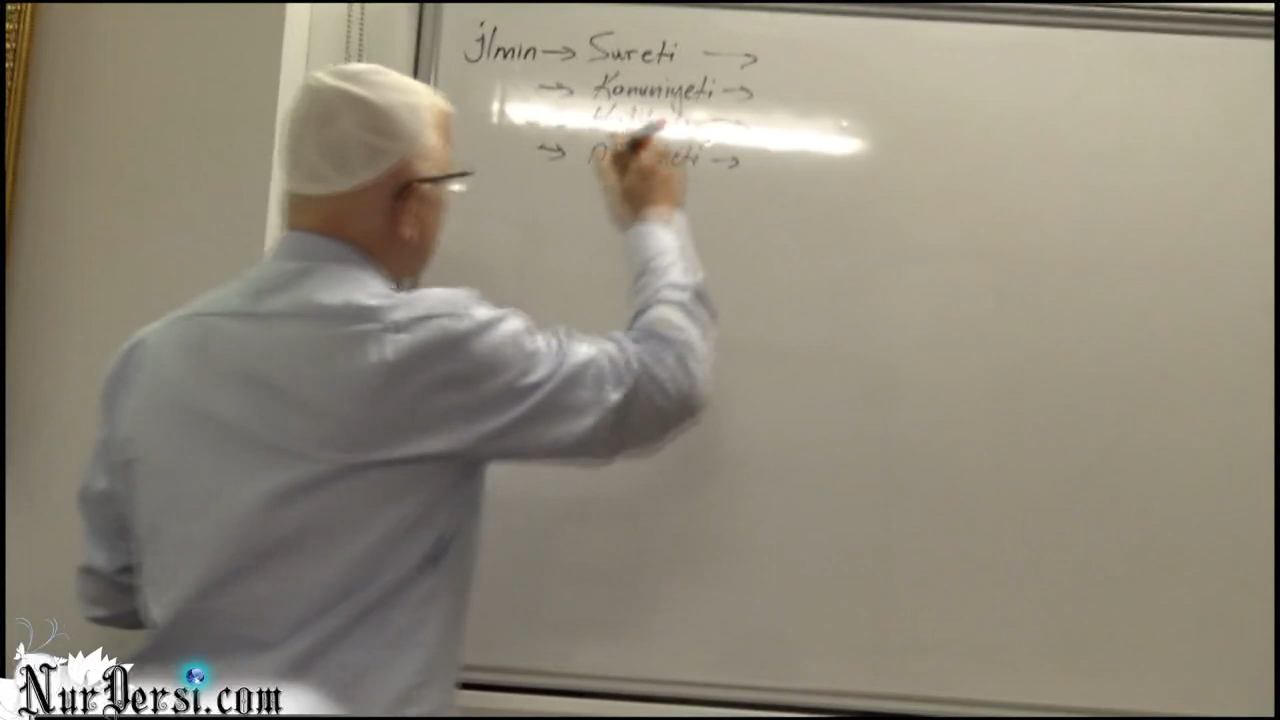 İlmin → Sureti →
→ Kanuniyeti →
→
NurDersi.com